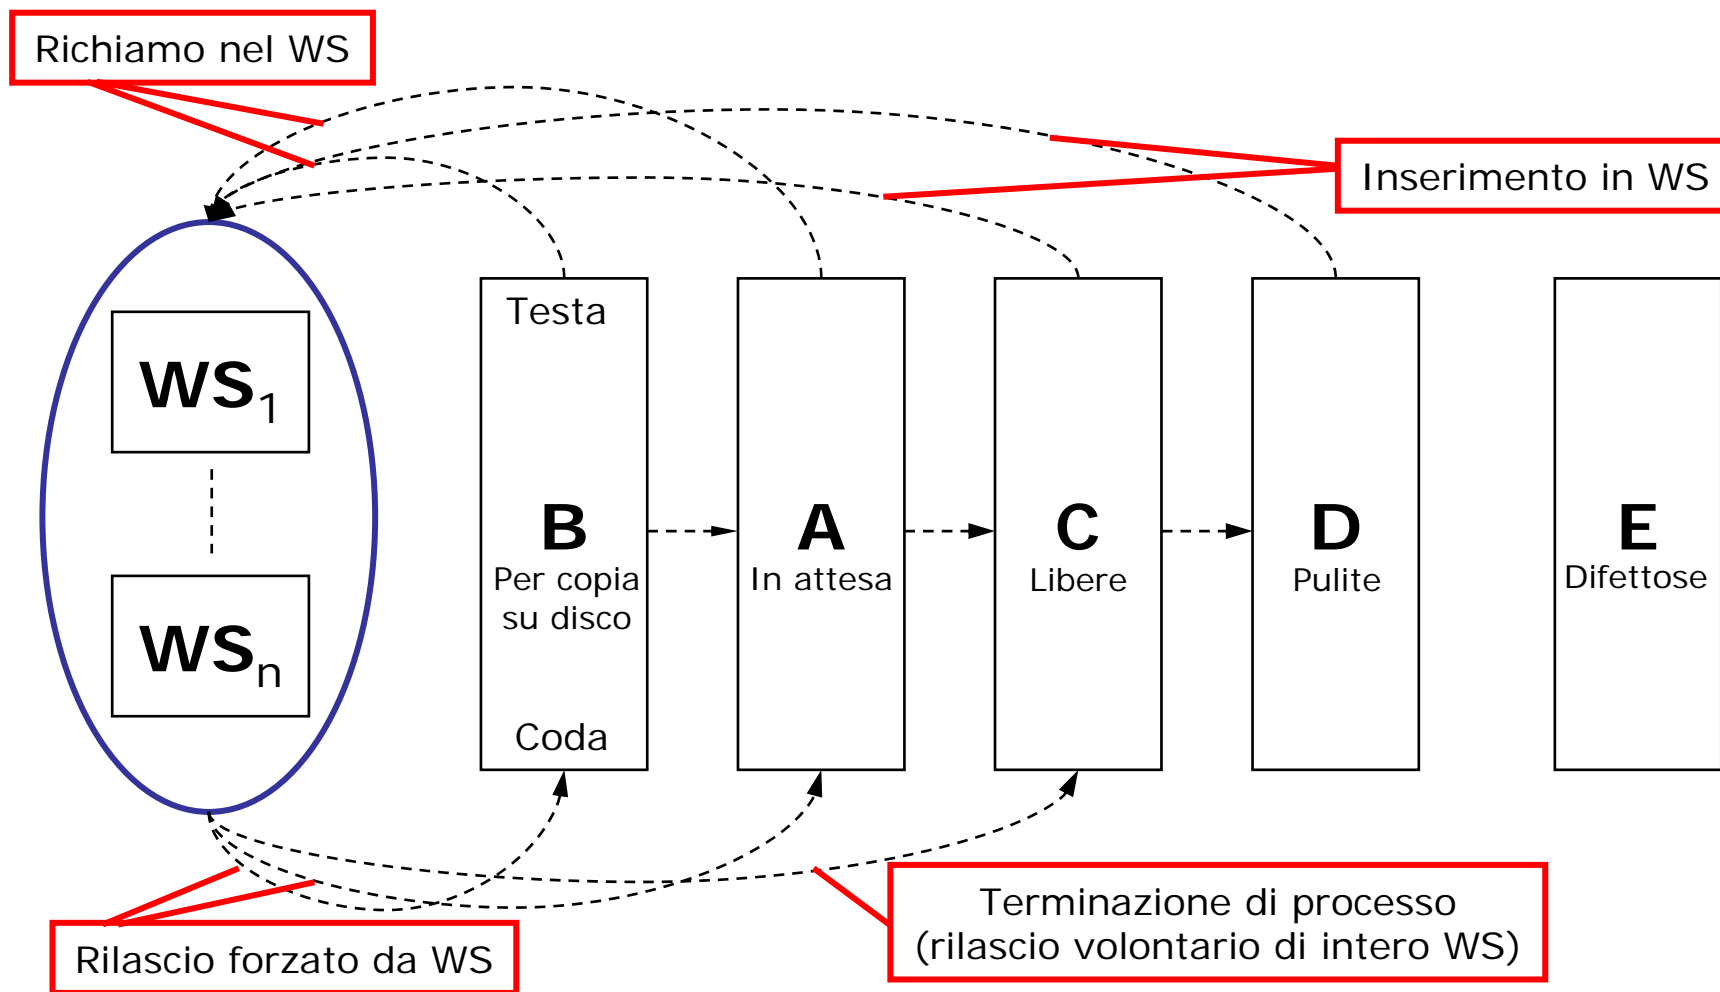 Richiamo nel WS
Inserimento in WS
WS1
WSn
Testa
B
Per copia
su disco
Coda
A
In attesa
C
Libere
D
Pulite
E
Difettose
Rilascio forzato da WS
Terminazione di processo
(rilascio volontario di intero WS)